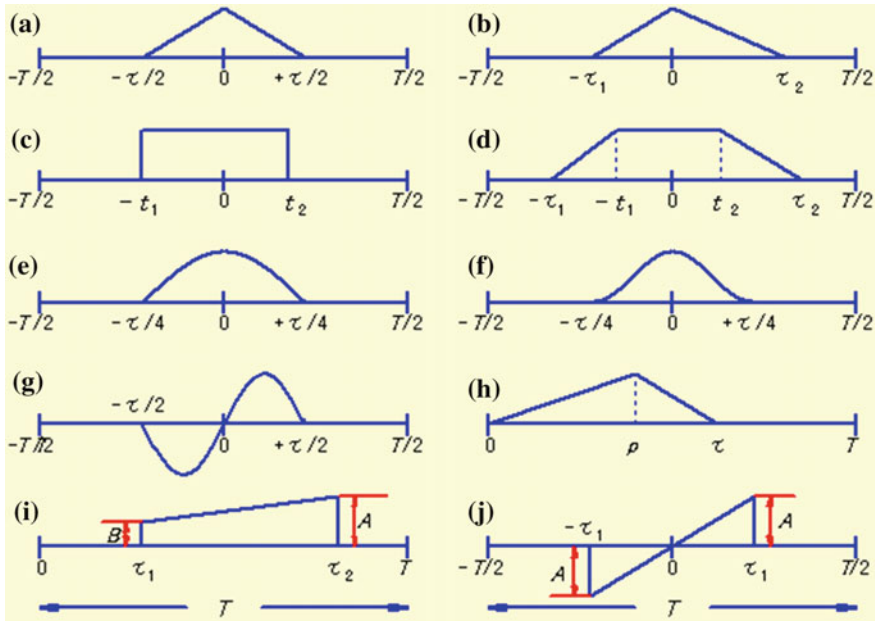 (a)
-T/2 -τ/2 0 +τ/2 T/2
(b)
-τ1 0 τ2 T/2
(c)
-T/2 -t1 0 t2 T/2
(d)
-T/2 -τ1 -t1 0 t2 τ2 T/2
(e)
-T/2 -τ/4 0 +τ/4 T/2
(f)
-T/2 -τ/4 0 +τ/4 T/2
(g)
-τ/2
0 +τ/2 T/2
(h)
0 p τ T
(i)
B A
0 τ1 τ2 T
T
(j)
-τ1 A
A
-T/2 0 τ1 T/2
T